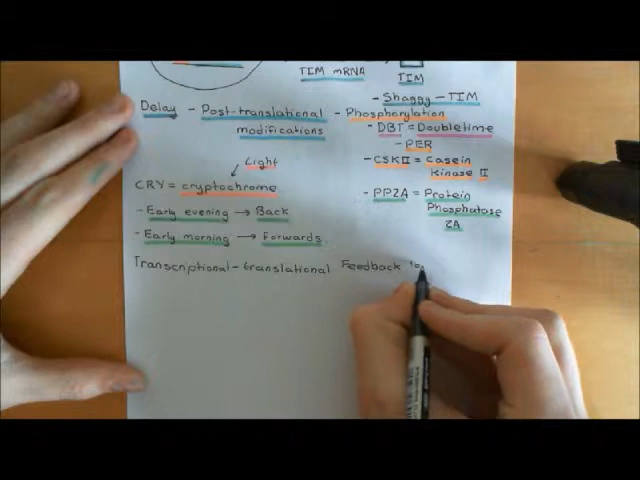 TIM mRNA
TIM
- Shaggy - TIM
Delay - Post-translational modifications
- Phosphorylation
- DBT = Doubletime
- PER
- CSKII = Casein Kinase II
- PP2A = Protein Phosphatase 2A
Light
CRY = cryptochrome
- Early evening → Back
- Early morning → Forwards
Transcriptional-translational Feedback lo